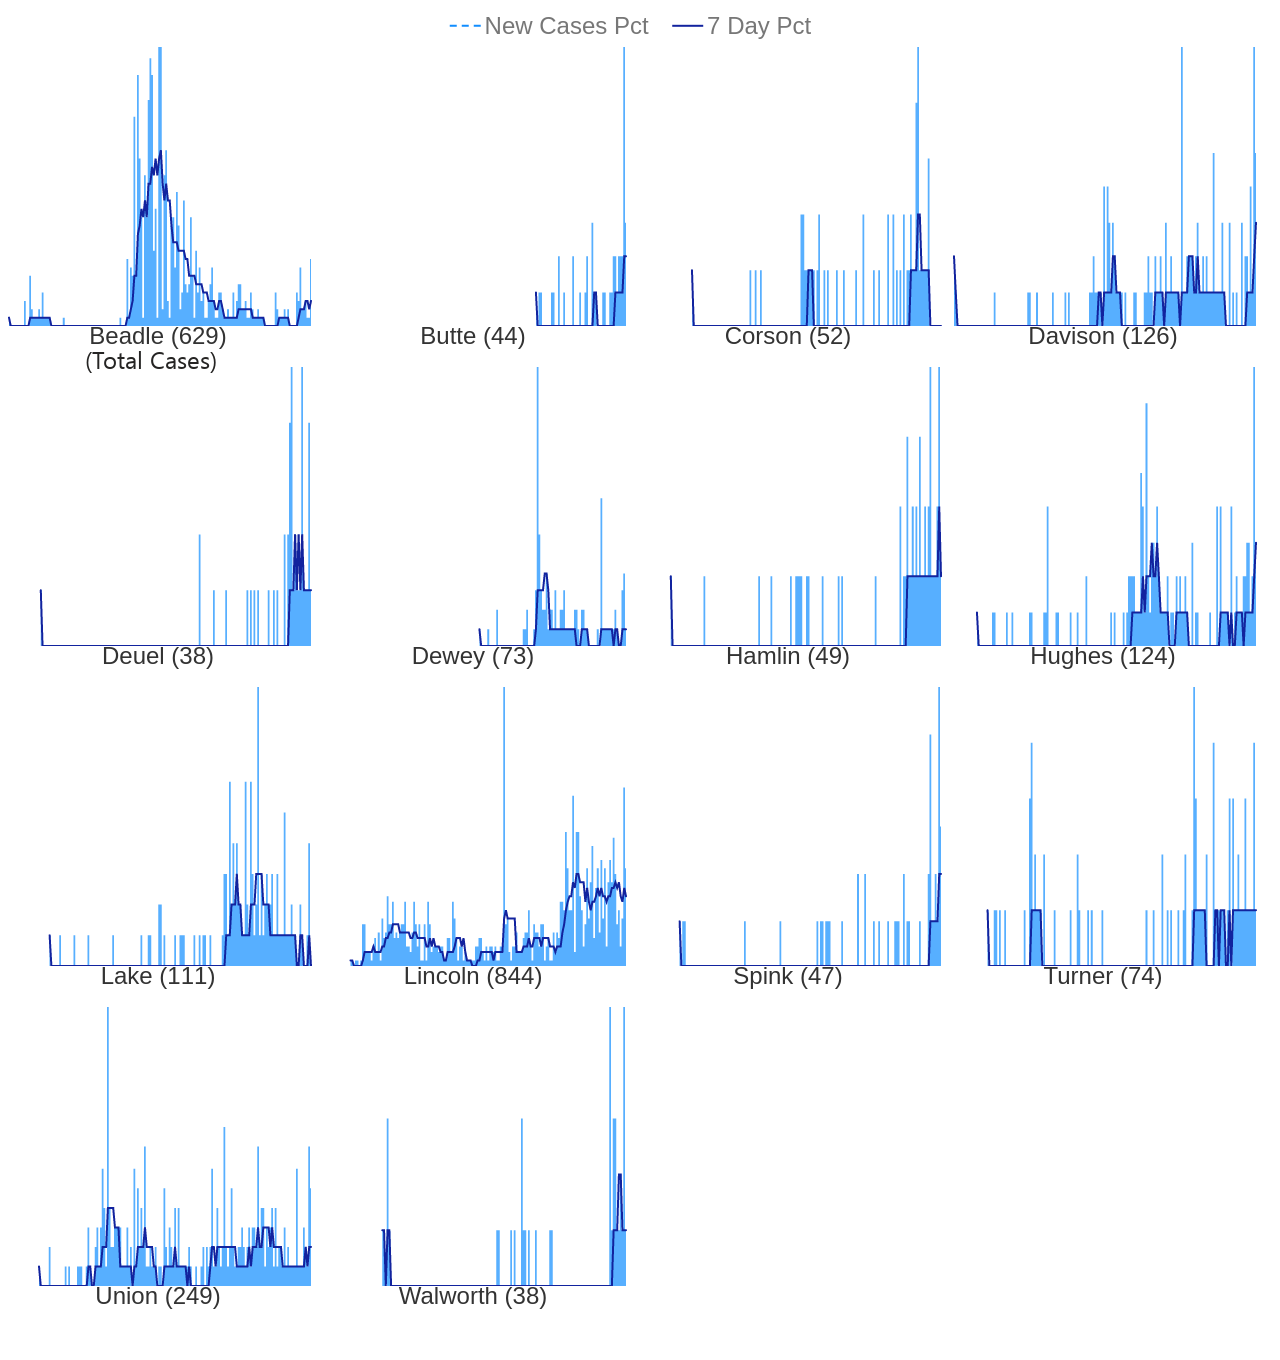 New Cases Pct 7 Day Pct
Beadle (629) Butte (44) Corson (52) Davison (126)
(Total Cases)
Deuel (38) Dewey (73) Hamlin (49) Hughes (124)
Lake (111) Lincoln (844) Spink (47) Turner (74)
Union (249) Walworth (38)